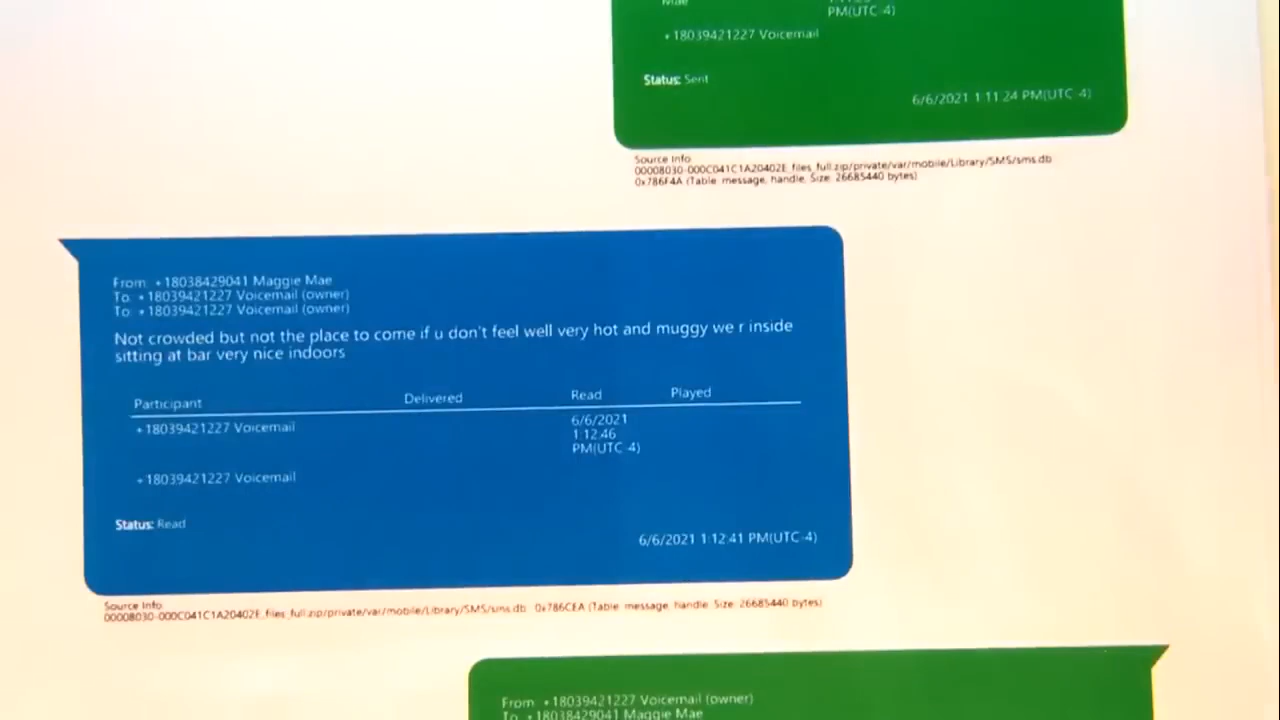 Mae
PM(UTC-4)
+18039421227 Voicemail
Status: Sent
6/6/2021 1:11:24 PM(UTC-4)
Source Info:
00008030-000C041C1A20402E_files_full.zip/private/var/mobile/Library/SMS/sms.db
0x786F4A (Table: message, handle, Size: 26685440 bytes)
From: +18038429041 Maggie Mae
To: +18039421227 Voicemail (owner)
To: +18039421227 Voicemail (owner)
Not crowded but not the place to come if u don't feel well very hot and muggy we r inside
sitting at bar very nice indoors
Participant Delivered Read Played
+18039421227 Voicemail 6/6/2021
1:12:46
PM(UTC-4)
+18039421227 Voicemail
Status: Read
6/6/2021 1:12:41 PM(UTC-4)
Source Info:
00008030-000C041C1A20402E_files_full.zip/private/var/mobile/Library/SMS/sms.db : 0x786CEA (Table: message, handle, Size: 26685440 bytes)
From: +18039421227 Voicemail (owner)
To: +18038429041 Maggie Mae